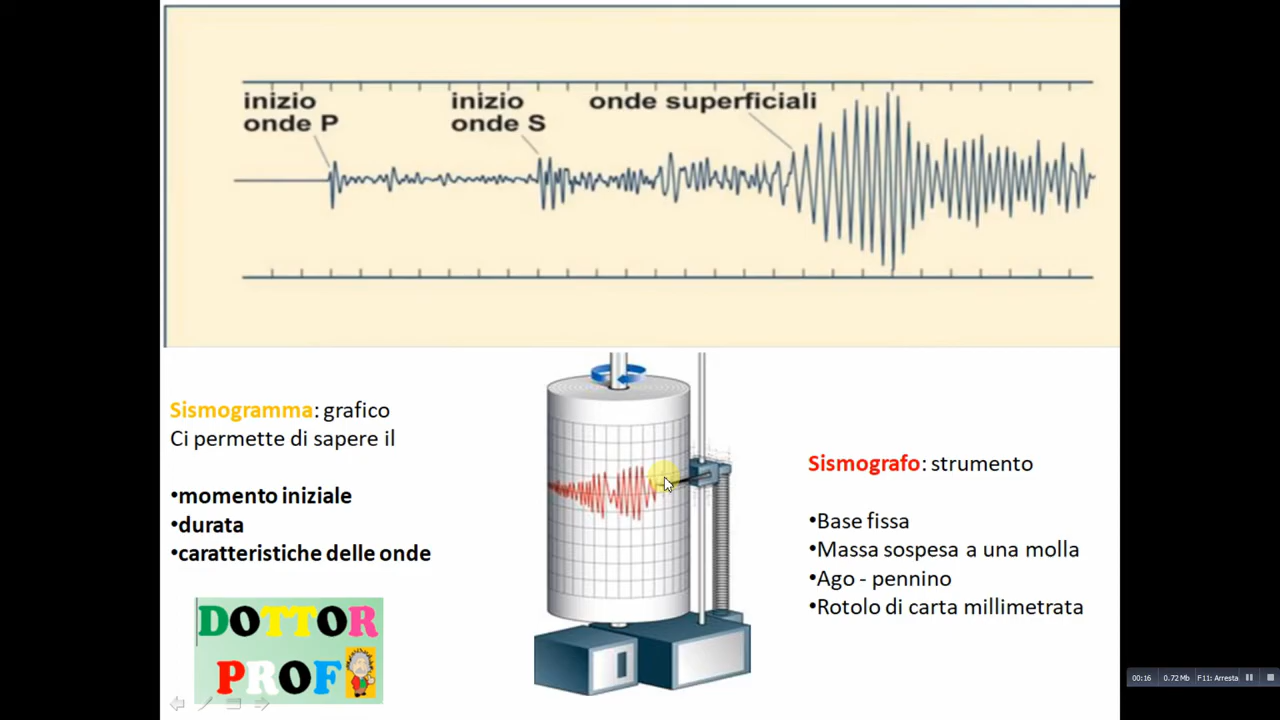 inizio
onde P
inizio
onde S
onde superficiali
Sismogramma: grafico
Ci permette di sapere il
•momento iniziale
•durata
•caratteristiche delle onde
DOTTOR
PROF
Sismografo: strumento
•Base fissa
•Massa sospesa a una molla
•Ago - pennino
•Rotolo di carta millimetrata
00:16 0.72 Mb F11: Arresta